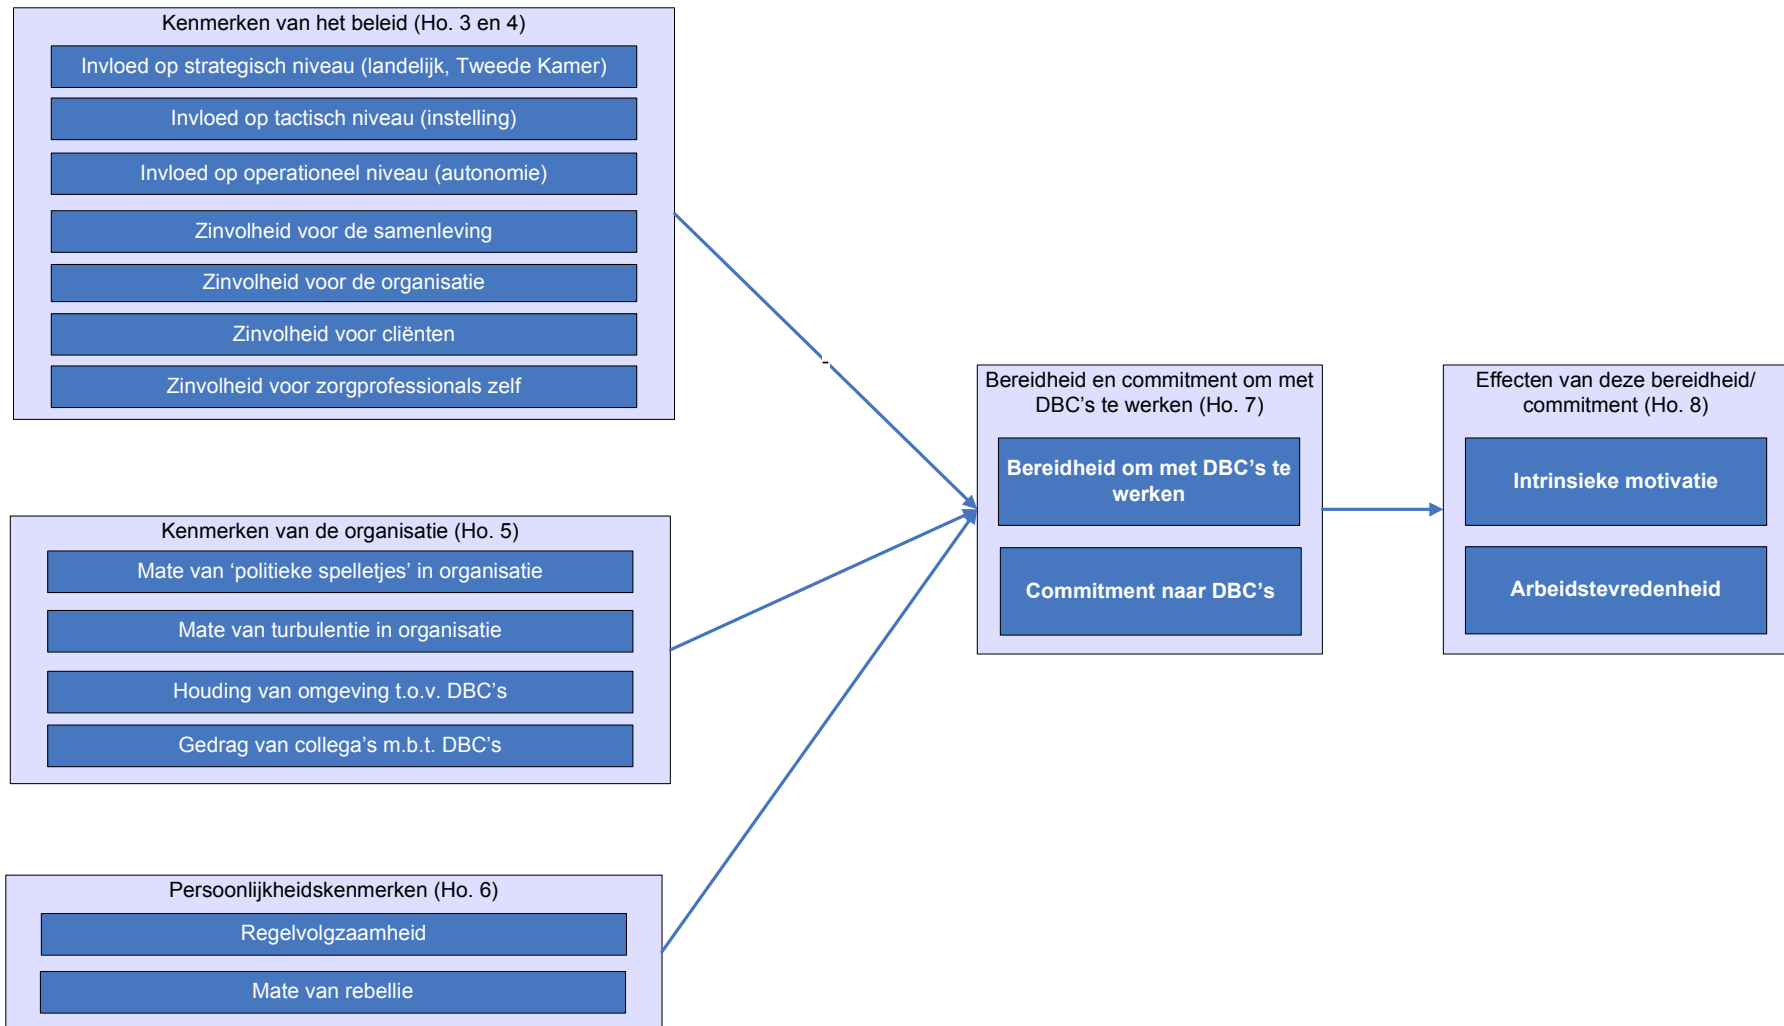 Kenmerken van het beleid (Ho. 3 en 4)
Invloed op strategisch niveau (landelijk, Tweede Kamer)
Invloed op tactisch niveau (instelling)
Invloed op operationeel niveau (autonomie)
Zinvolheid voor de samenleving
Zinvolheid voor de organisatie
Zinvolheid voor cliënten
Zinvolheid voor zorgprofessionals zelf
-
Kenmerken van de organisatie (Ho. 5)
Mate van ‘politieke spelletjes’ in organisatie
Mate van turbulentie in organisatie
Houding van omgeving t.o.v. DBC’s
Gedrag van collega’s m.b.t. DBC’s
Persoonlijkheidskenmerken (Ho. 6)
Regelvolgzaamheid
Mate van rebellie
Bereidheid en commitment om met
DBC’s te werken (Ho. 7)
Bereidheid om met DBC’s te
werken
Commitment naar DBC’s
Effecten van deze bereidheid/
commitment (Ho. 8)
Intrinsieke motivatie
Arbeidstevredenheid